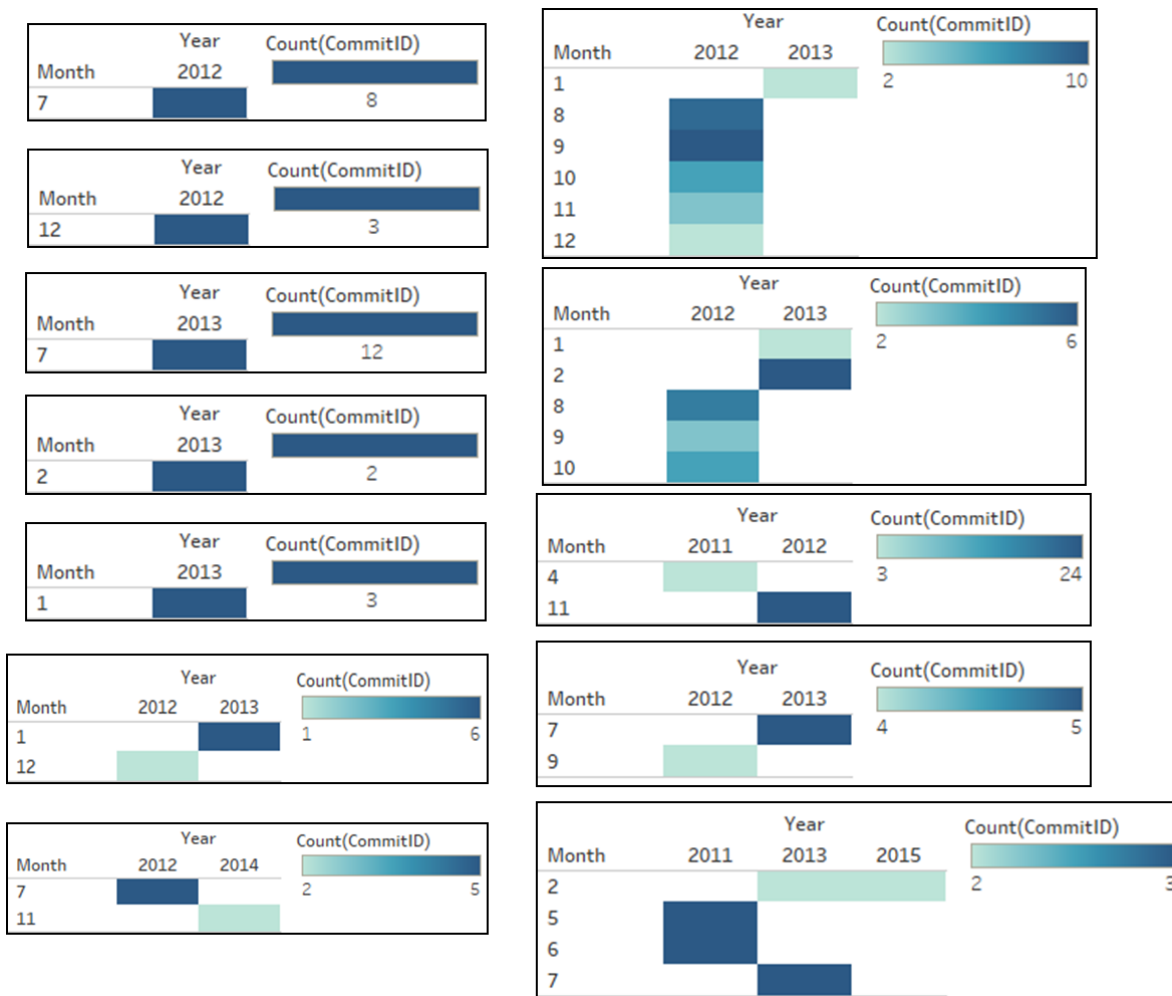 Year Count(CommitID)
Month 2012
7 8
Year Count(CommitID)
Month 2012
12 3
Year Count(CommitID)
Month 2013
7 12
Year Count(CommitID)
Month 2013
2 2
Year Count(CommitID)
Month 2013
1 3
Year Count(CommitID)
Month 2012 2013
1 1 6
12
Year Count(CommitID)
Month 2012 2014
7 2 5
11
Year Count(CommitID)
Month 2012 2013
1 2 10
8
9
10
11
12
Year Count(CommitID)
Month 2012 2013
1 2 6
2
8
9
10
Year Count(CommitID)
Month 2011 2012
4 3 24
11
Year Count(CommitID)
Month 2011 2013
7 4 5
9
Year Count(CommitID)
Month 2011 2013 2015
2 2 3
5
6
7